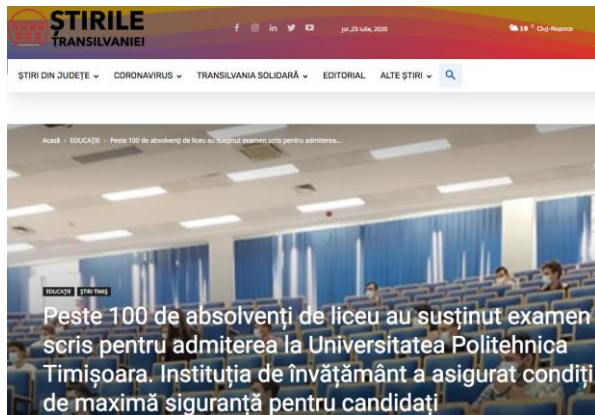 ȘTIRILE
TRANSILVANIEI
joi, 23 iulie, 2020
19 C Cluj-Napoca
ȘTIRI DIN JUDEȚE
CORONAVIRUS
TRANSILVANIA SOLIDARĂ
EDITORIAL
ALTE ȘTIRI
Acasă EDUCAȚIE Peste 100 de absolvenți de liceu au susținut examen scris pentru admiterea...
EDUCAȚIE ȘTIRI TIMIȘ
Peste 100 de absolvenți de liceu au susținut examen
scris pentru admiterea la Universitatea Politehnica
Timișoara. Instituția de învățământ a asigurat condiți
de maximă siguranță pentru candidați